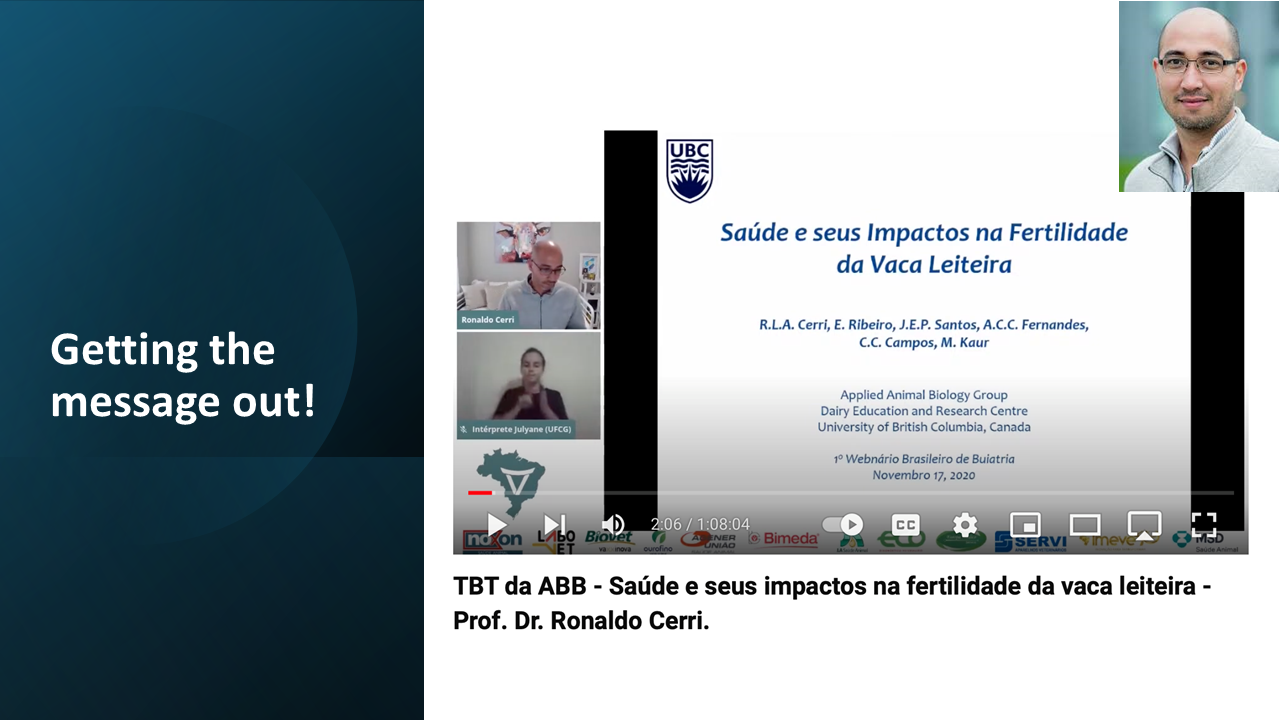 Getting the
message out!
UBC
Saúde e seus Impactos na Fertilidade
da Vaca Leiteira
R.L.A. Cerri, E. Ribeiro, J.E.P. Santos, A.C.C. Fernandes,
C.C. Campos, M. Kaur
Applied Animal Biology Group
Dairy Education and Research Centre
University of British Columbia, Canada
1º Webnário Brasileiro de Buiatria
Novembro 17, 2020
Ronaldo Cerri
Intérprete Julyane (UFCG)
2:06 / 1:08:04
CC
Biovet
Bimeda
SERVI
MSD
Saúde Animal
TBT da ABB - Saúde e seus impactos na fertilidade da vaca leiteira -
Prof. Dr. Ronaldo Cerri.